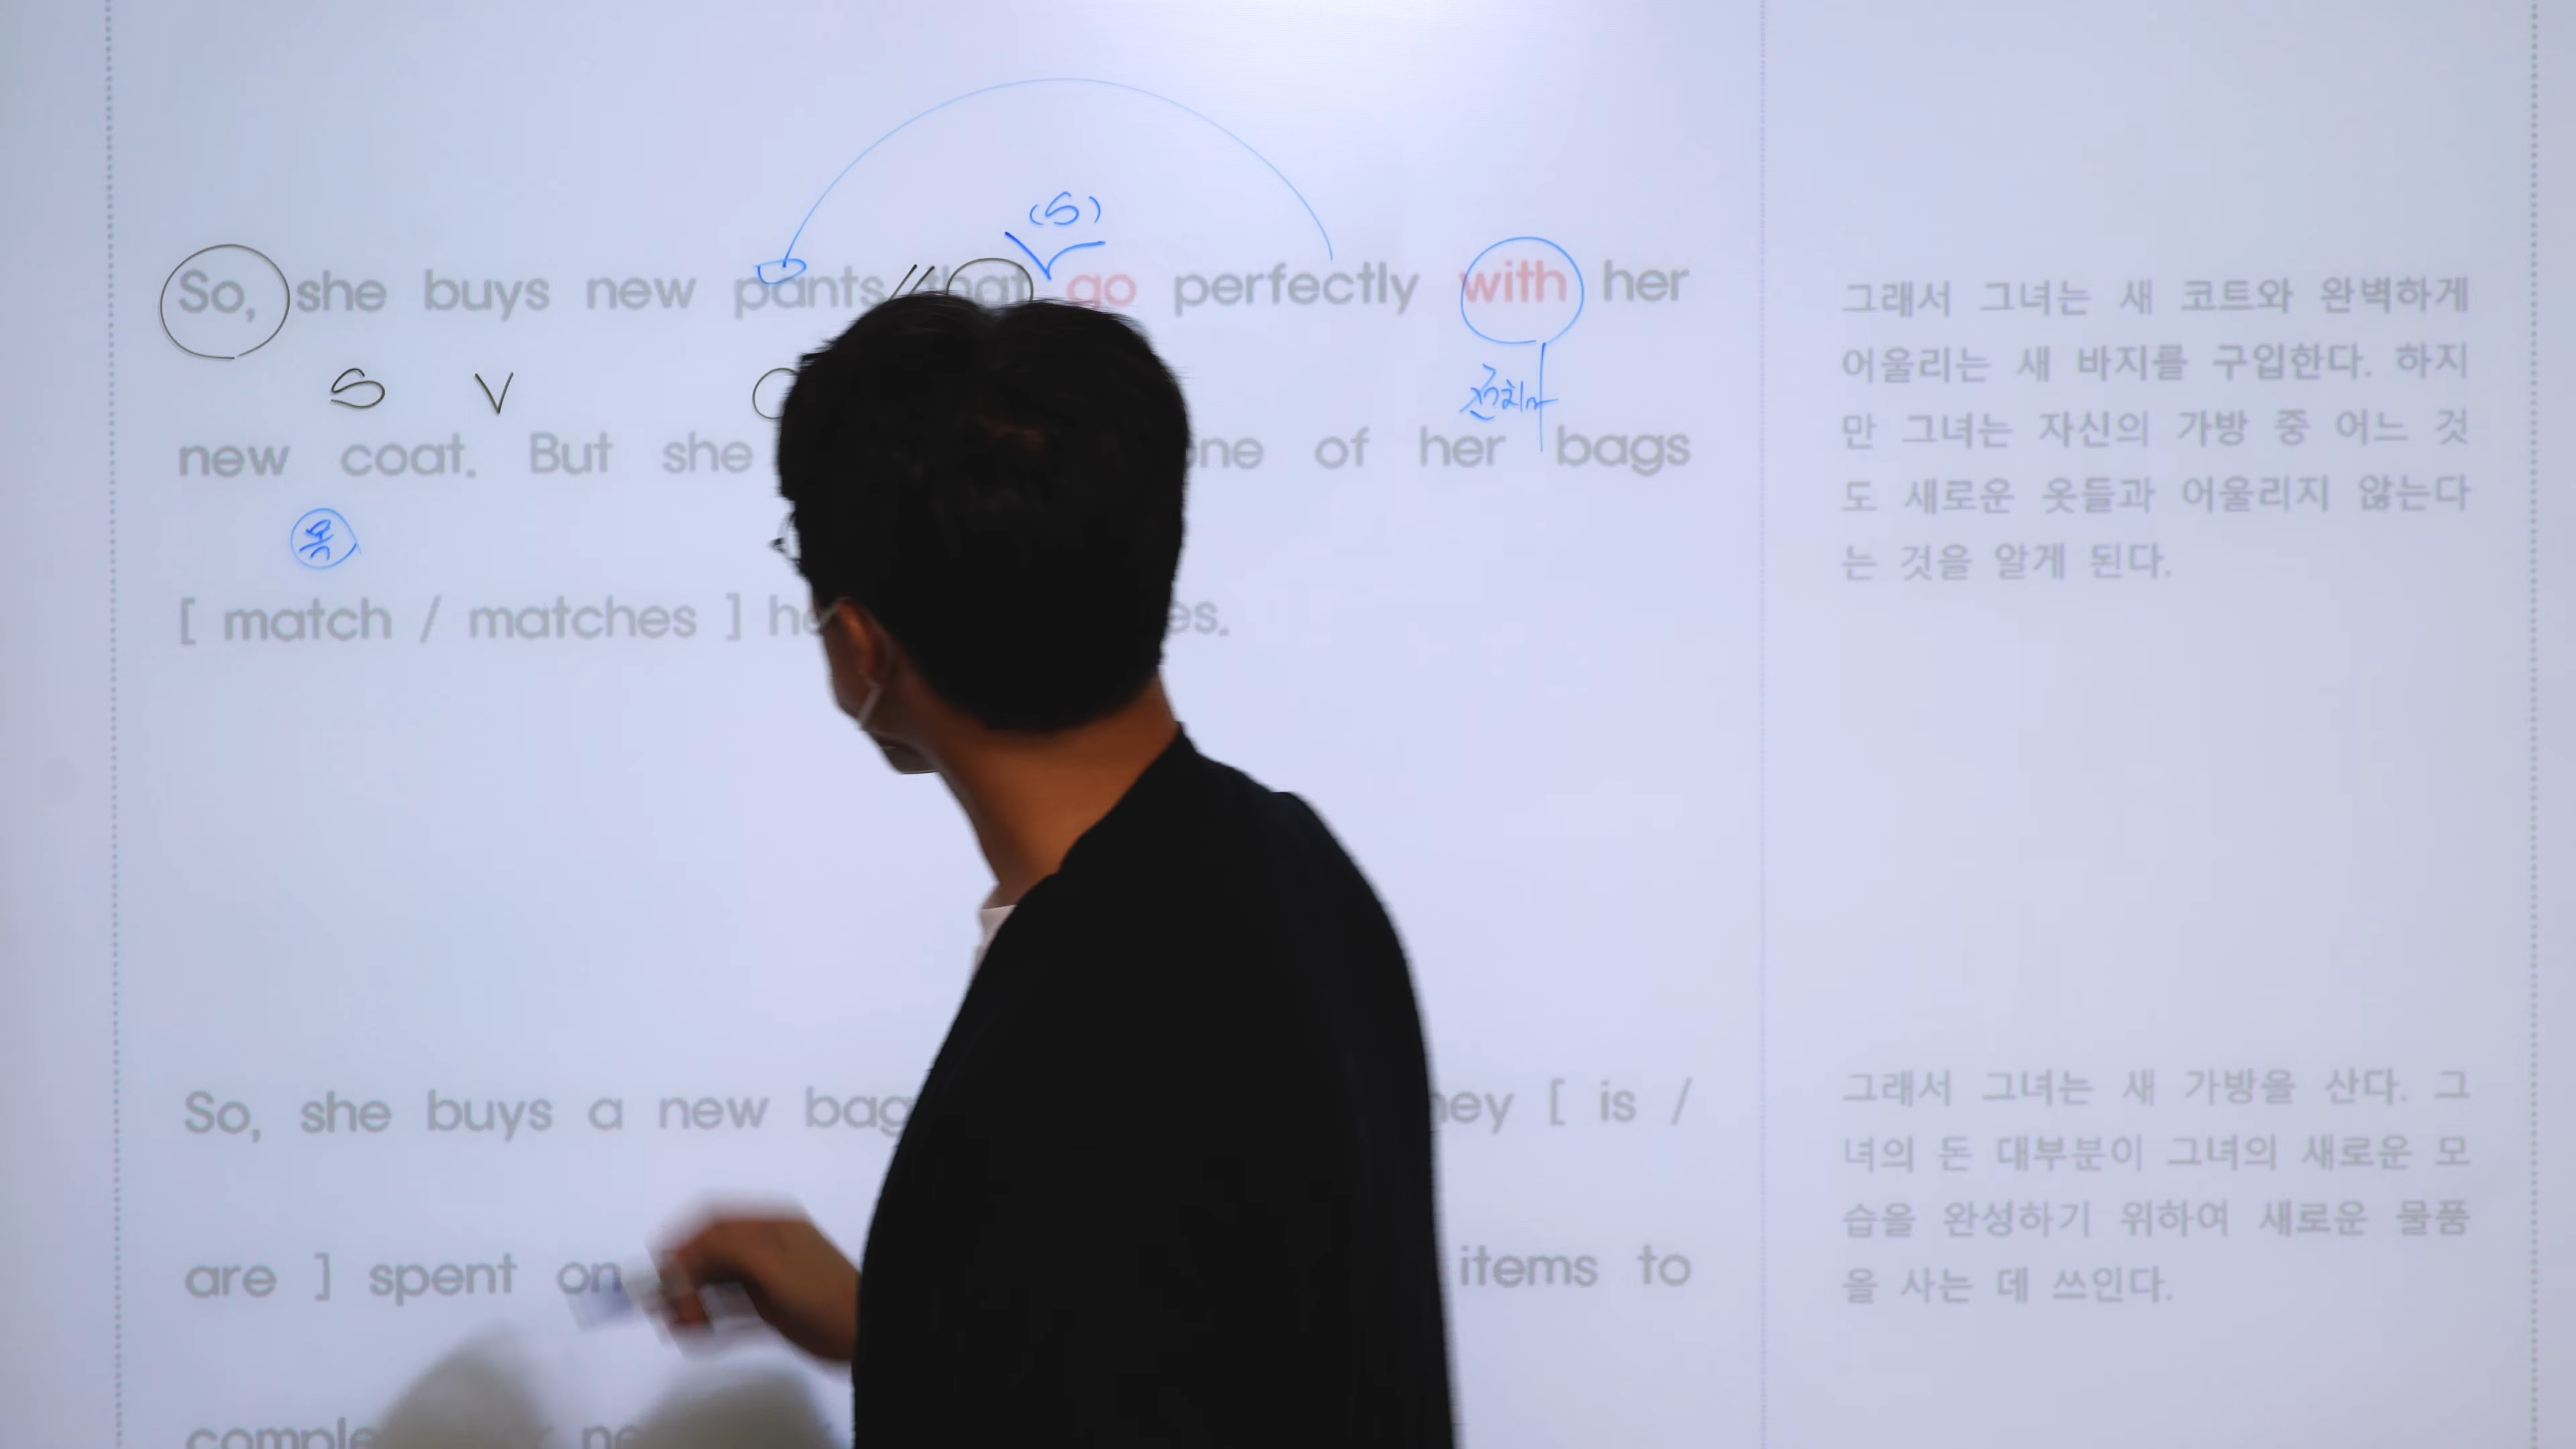 (S)
So, she buys new pants // that go perfectly with her
S V
전치사
new coat. But she one of her bags
목
[ match / matches ]
So, she buys a new bag [ is /
are ] spent on items to
그래서 그녀는 새 코트와 완벽하게
어울리는 새 바지를 구입한다. 하지
만 그녀는 자신의 가방 중 어느 것
도 새로운 옷들과 어울리지 않는다
는 것을 알게 된다.
그래서 그녀는 새 가방을 산다. 그
녀의 돈 대부분이 그녀의 새로운 모
습을 완성하기 위하여 새로운 물품
을 사는 데 쓰인다.